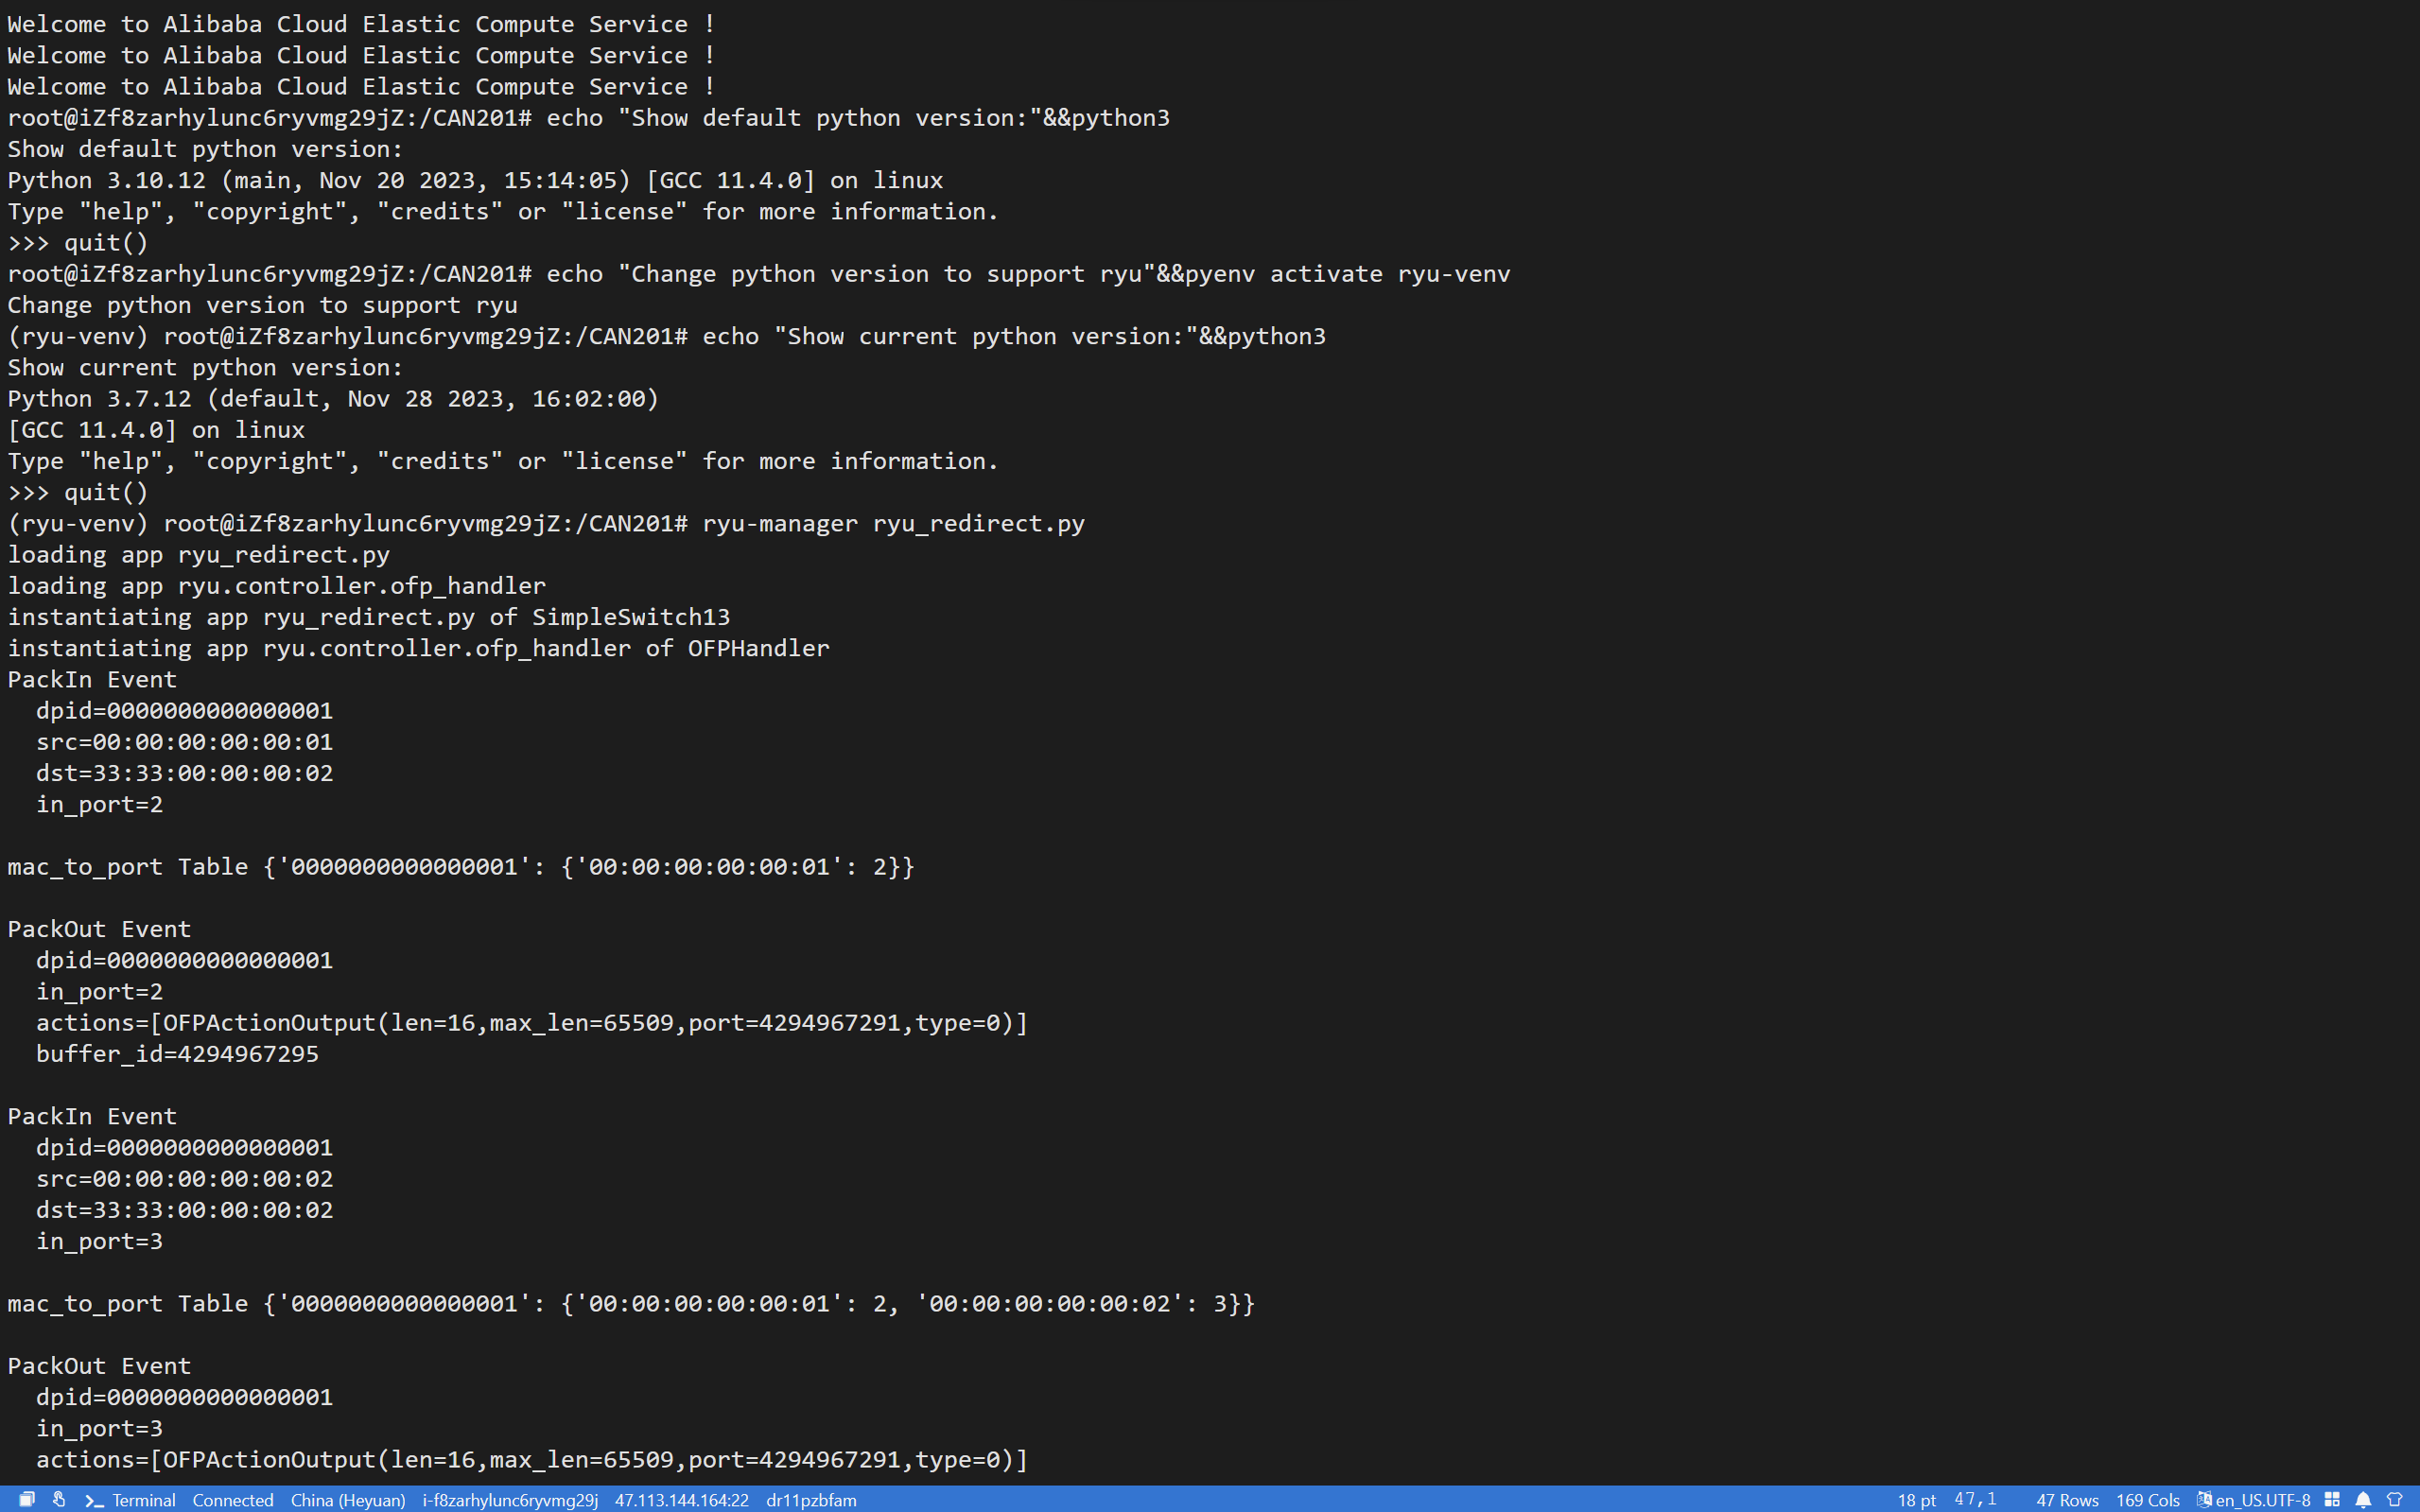 Welcome to Alibaba Cloud Elastic Compute Service !
Welcome to Alibaba Cloud Elastic Compute Service !
Welcome to Alibaba Cloud Elastic Compute Service !
root@iZf8zarhylunc6ryvmg29jZ:/CAN201# echo "Show default python version:"&&python3
Show default python version:
Python 3.10.12 (main, Nov 20 2023, 15:14:05) [GCC 11.4.0] on linux
Type "help", "copyright", "credits" or "license" for more information.
>>> quit()
root@iZf8zarhylunc6ryvmg29jZ:/CAN201# echo "Change python version to support ryu"&&pyenv activate ryu-venv
Change python version to support ryu
(ryu-venv) root@iZf8zarhylunc6ryvmg29jZ:/CAN201# echo "Show current python version:"&&python3
Show current python version:
Python 3.7.12 (default, Nov 28 2023, 16:02:00)
[GCC 11.4.0] on linux
Type "help", "copyright", "credits" or "license" for more information.
>>> quit()
(ryu-venv) root@iZf8zarhylunc6ryvmg29jZ:/CAN201# ryu-manager ryu_redirect.py
loading app ryu_redirect.py
loading app ryu.controller.ofp_handler
instantiating app ryu_redirect.py of SimpleSwitch13
instantiating app ryu.controller.ofp_handler of OFPHandler
PackIn Event
  dpid=0000000000000001
  src=00:00:00:00:00:01
  dst=33:33:00:00:00:02
  in_port=2

mac_to_port Table {'0000000000000001': {'00:00:00:00:00:01': 2}}

PackOut Event
  dpid=0000000000000001
  in_port=2
  actions=[OFPActionOutput(len=16,max_len=65509,port=4294967291,type=0)]
  buffer_id=4294967295

PackIn Event
  dpid=0000000000000001
  src=00:00:00:00:00:02
  dst=33:33:00:00:00:02
  in_port=3

mac_to_port Table {'0000000000000001': {'00:00:00:00:00:01': 2, '00:00:00:00:00:02': 3}}

PackOut Event
  dpid=0000000000000001
  in_port=3
  actions=[OFPActionOutput(len=16,max_len=65509,port=4294967291,type=0)]
Terminal Connected China (Heyuan) i-f8zarhylunc6ryvmg29j 47.113.144.164:22 dr11pzbfam 18 pt 47,1 47 Rows 169 Cols en_US.UTF-8